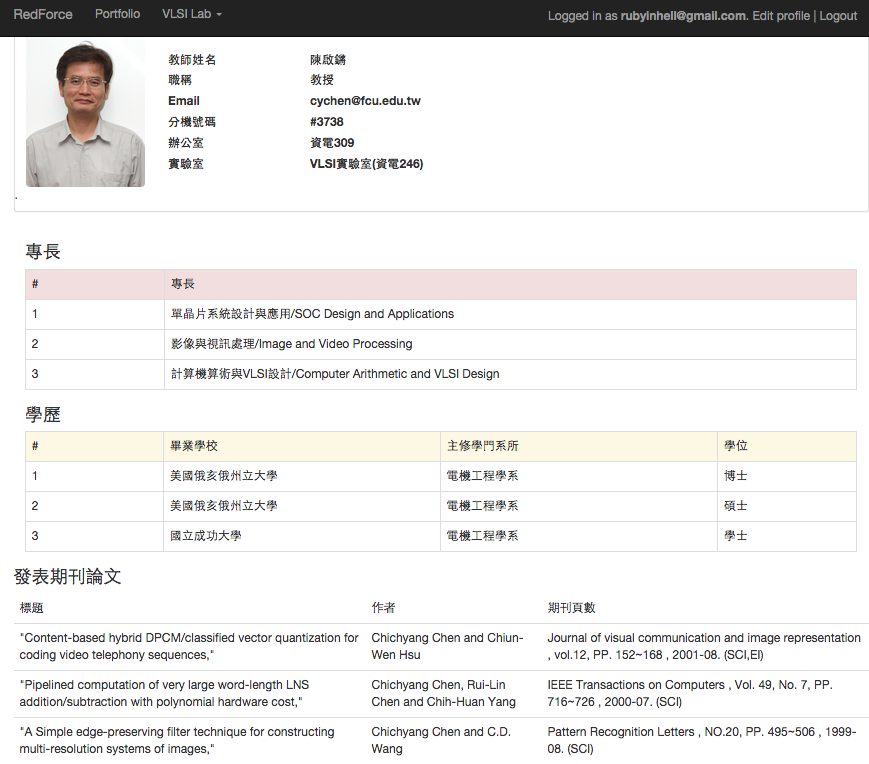 RedForce Portfolio VLSI Lab Logged in as rubyinhell@gmail.com. Edit profile | Logout
教師姓名 陳啟鏘
職稱 教授
Email cychen@fcu.edu.tw
分機號碼 #3738
辦公室 資電309
實驗室 VLSI實驗室(資電246)
專長
# 專長
1 單晶片系統設計與應用/SOC Design and Applications
2 影像與視訊處理/Image and Video Processing
3 計算機算術與VLSI設計/Computer Arithmetic and VLSI Design
學歷
# 畢業學校 主修學門系所 學位
1 美國俄亥俄州立大學 電機工程學系 博士
2 美國俄亥俄州立大學 電機工程學系 碩士
3 國立成功大學 電機工程學系 學士
發表期刊論文
標題 作者 期刊頁數
"Content-based hybrid DPCM/classified vector quantization for
coding video telephony sequences,"
Chichyang Chen and Chiun-
Wen Hsu
Journal of visual communication and image representation
, vol.12, PP. 152~168 , 2001-08. (SCI,EI)
"Pipelined computation of very large word-length LNS
addition/subtraction with polynomial hardware cost,"
Chichyang Chen, Rui-Lin
Chen and Chih-Huan Yang
IEEE Transactions on Computers , Vol. 49, No. 7, PP.
716~726 , 2000-07. (SCI)
"A Simple edge-preserving filter technique for constructing
multi-resolution systems of images,"
Chichyang Chen and C.D.
Wang
Pattern Recognition Letters , NO.20, PP. 495~506 , 1999-
08. (SCI)